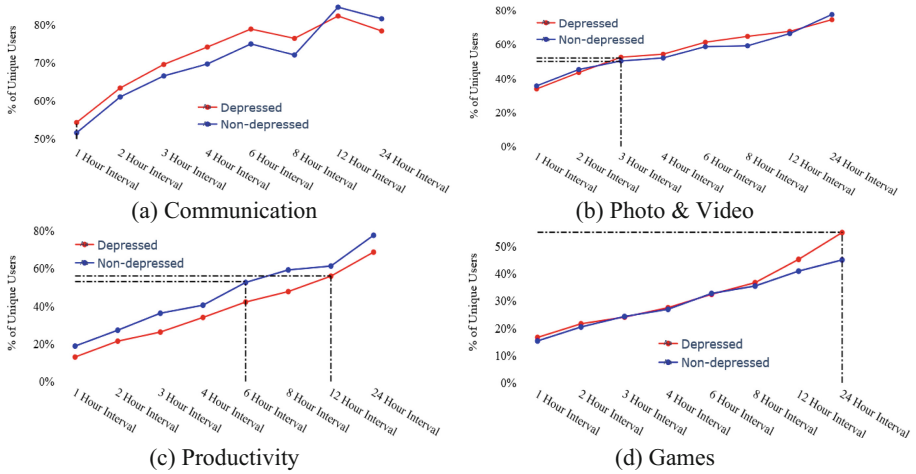 % of Unique Users
80%
70%
60%
50%
Depressed
Non-depressed
1 Hour Interval
2 Hour Interval
3 Hour Interval
4 Hour Interval
6 Hour Interval
8 Hour Interval
12 Hour Interval
24 Hour Interval
(a) Communication
% of Unique Users
80%
60%
40%
20%
0%
Depressed
Non-depressed
1 Hour Interval
2 Hour Interval
3 Hour Interval
4 Hour Interval
6 Hour Interval
8 Hour Interval
12 Hour Interval
24 Hour Interval
(b) Photo & Video
% of Unique Users
80%
60%
40%
20%
0%
Depressed
Non-depressed
1 Hour Interval
2 Hour Interval
3 Hour Interval
4 Hour Interval
6 Hour Interval
8 Hour Interval
12 Hour Interval
24 Hour Interval
(c) Productivity
% of Unique Users
50%
40%
30%
20%
10%
0%
Depressed
Non-depressed
1 Hour Interval
2 Hour Interval
3 Hour Interval
4 Hour Interval
6 Hour Interval
8 Hour Interval
12 Hour Interval
24 Hour Interval
(d) Games